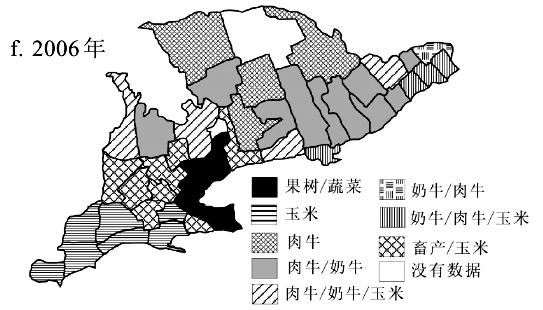 f. 2006年
果树/蔬菜
玉米
肉牛
肉牛/奶牛
肉牛/奶牛/玉米
奶牛/肉牛
奶牛/肉牛/玉米
畜产/玉米
没有数据